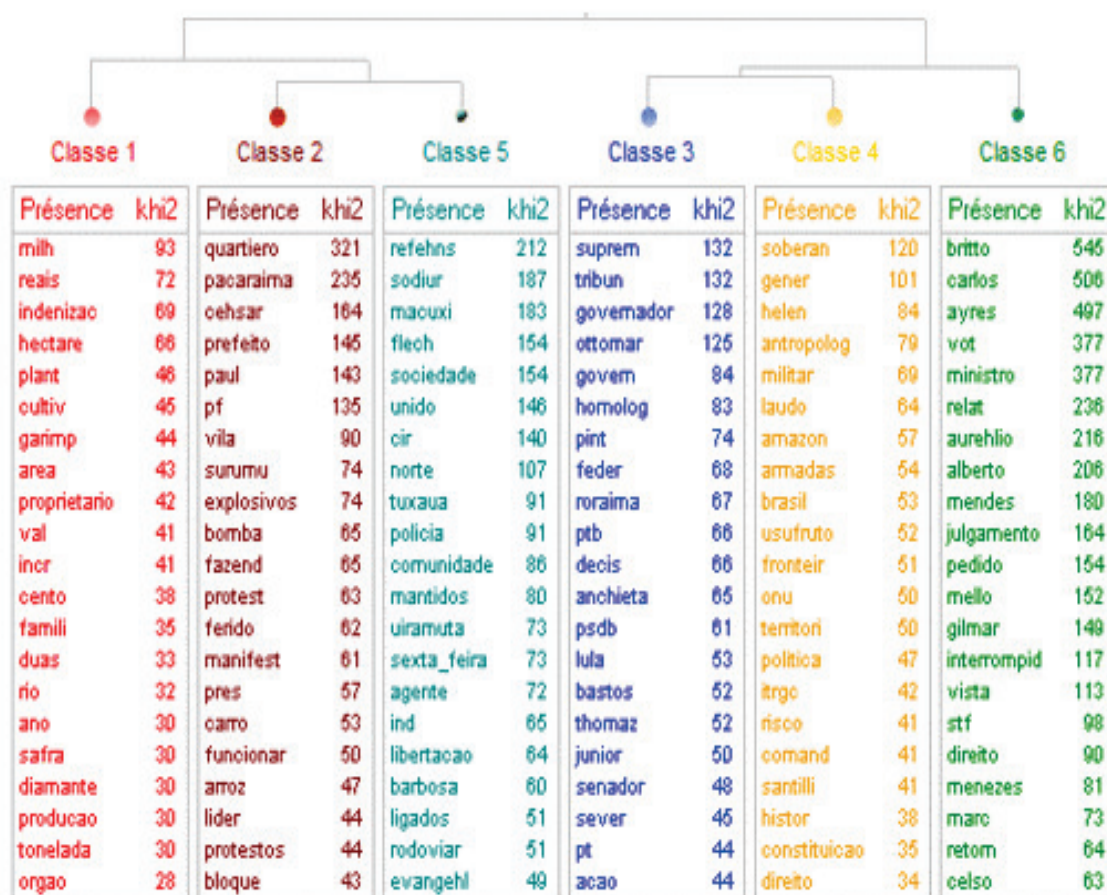 Classe 1 Classe 2 Classe 5 Classe 3 Classe 4 Classe 6
Présence khi2 Présence khi2 Présence khi2 Présence khi2 Présence khi2 Présence khi2
milh 93 quartiero 321 refehns 212 suprem 132 soberan 120 britto 545
reais 72 pacaraima 235 sodiur 187 tribun 132 gener 101 carlos 506
indenizac 69 cehsar 164 macuxi 183 governador 128 helen 84 ayres 497
hectare 66 prefeito 145 flech 154 ottomar 125 antropolog 79 vot 377
plant 46 paul 143 sociedade 154 govern 84 militar 69 ministro 377
cultiv 45 pf 135 unido 146 homolog 83 laudo 64 relat 236
garimp 44 vila 90 cir 140 pint 74 amazon 57 aurehlio 216
area 43 surumu 74 norte 107 feder 68 armadas 54 alberto 206
proprietario 42 explosivos 74 tuxaua 91 roraima 67 brasil 53 mendes 180
val 41 bomba 65 policia 91 ptb 66 usufruto 52 julgamento 164
incr 41 fazend 65 comunidade 86 decis 66 fronteir 51 pedido 154
cento 38 protest 63 mantidos 80 anchieta 65 onu 50 mello 152
famili 35 ferido 62 uiramuta 73 psdb 61 territori 50 gilmar 149
duas 33 manifest 61 sexta_feira 73 lula 53 politica 47 interrompid 117
rio 32 pres 57 agente 72 bastos 52 itrgc 42 vista 113
ano 30 carro 53 ind 65 thomaz 52 risco 41 stf 98
safra 30 funcionar 50 libertacao 64 junior 50 comand 41 direito 90
diamante 30 arroz 47 barbosa 60 senador 48 santilli 41 menezes 81
producao 30 lider 44 ligados 51 sever 45 histor 38 marc 73
tonelada 30 protestos 44 rodoviar 51 pt 44 constituicao 35 retorn 64
orgao 28 bloque 43 evangehl 49 acao 44 direito 34 celso 63